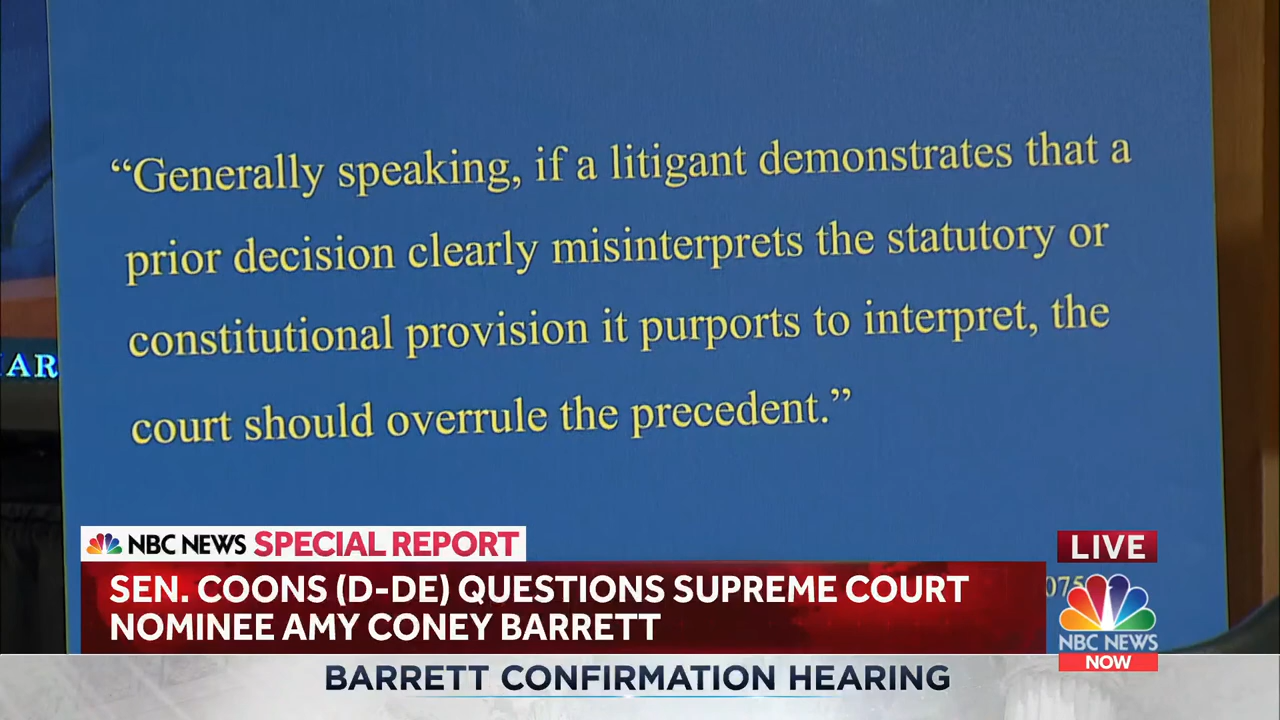 “Generally speaking, if a litigant demonstrates that a
prior decision clearly misinterprets the statutory or
constitutional provision it purports to interpret, the
court should overrule the precedent.”
NBC NEWS SPECIAL REPORT
LIVE
SEN. COONS (D-DE) QUESTIONS SUPREME COURT
NOMINEE AMY CONEY BARRETT
NBC NEWS
NOW
BARRETT CONFIRMATION HEARING